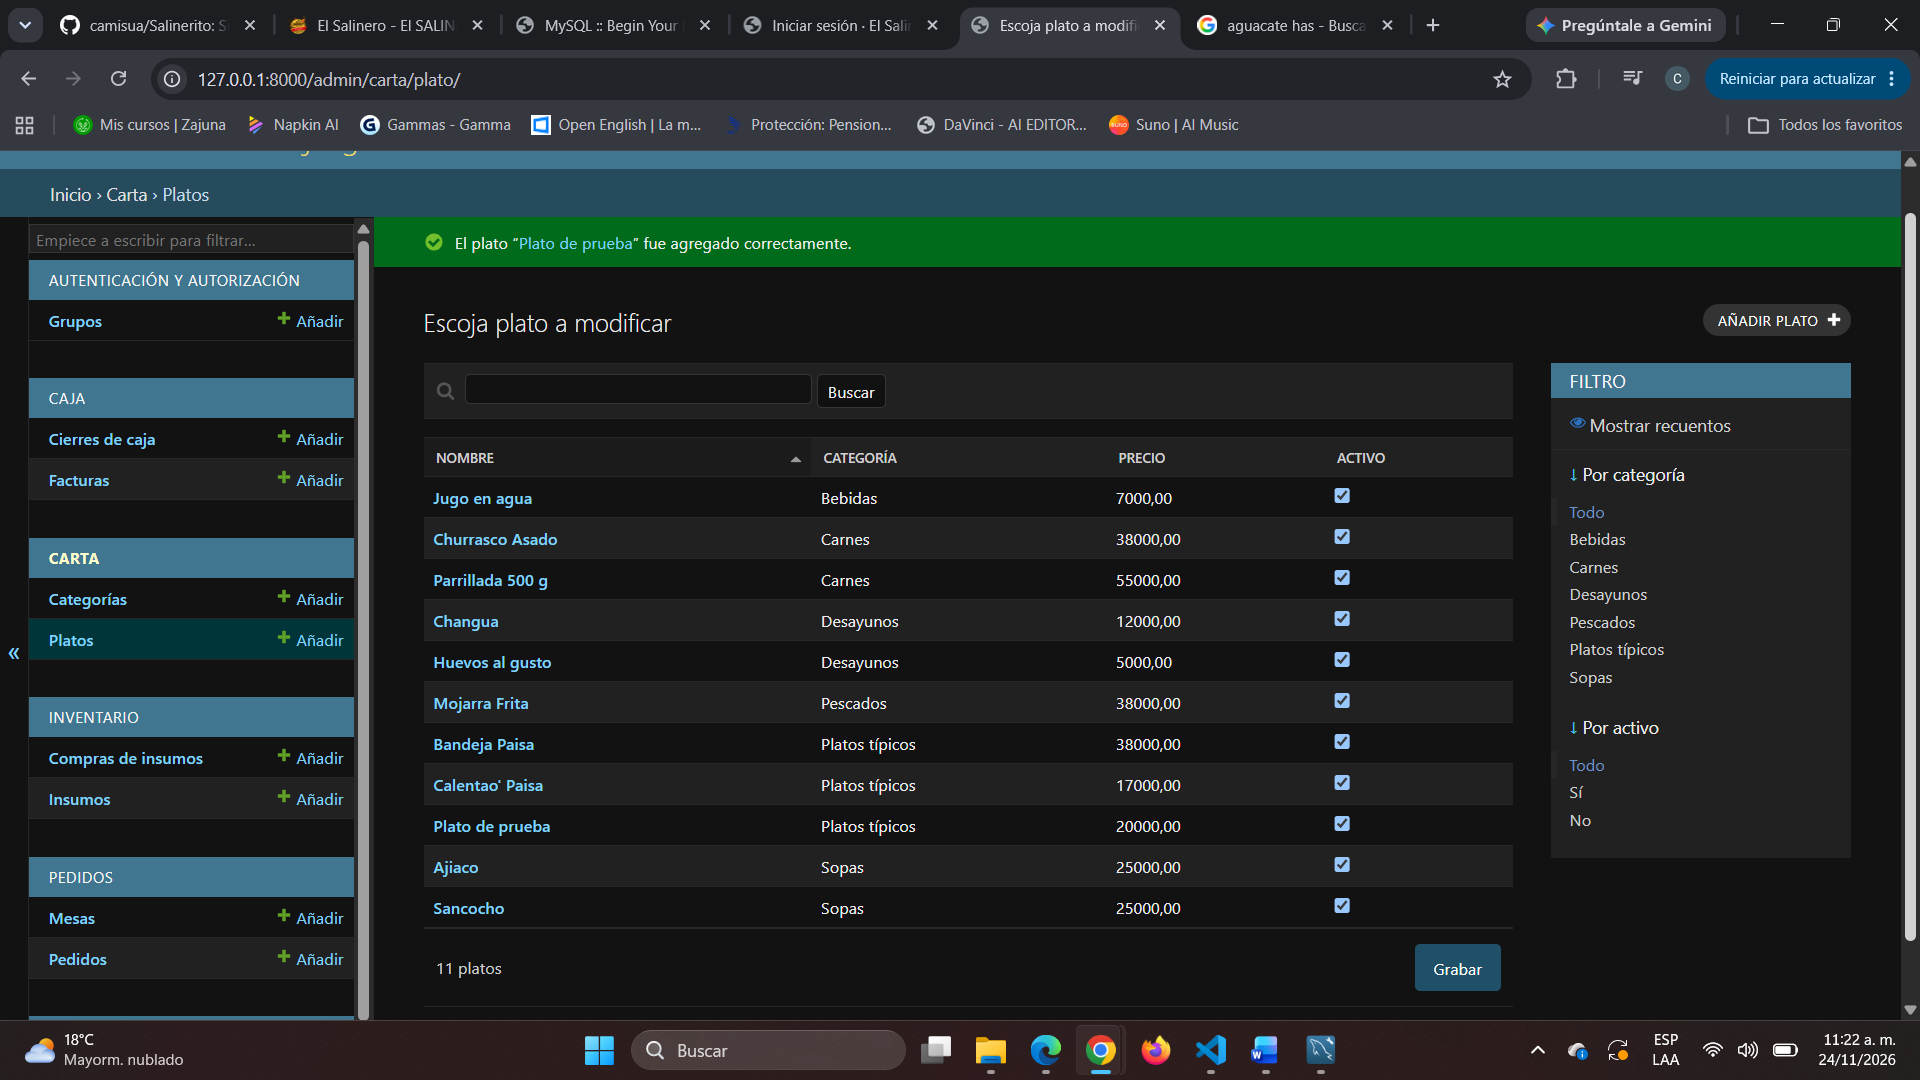 camisua/Salinerito: S
El Salinero - El SALIN
MySQL :: Begin Your
Iniciar sesión · El Salin
Escoja plato a modifi
aguacate has - Busca
Pregúntale a Gemini
127.0.0.1:8000/admin/carta/plato/
C
Reiniciar para actualizar
Mis cursos | Zajuna
Napkin AI
Gammas - Gamma
Open English | La m...
Protección: Pension...
DaVinci - AI EDITOR...
Suno | AI Music
Todos los favoritos
Inicio › Carta › Platos
Empiece a escribir para filtrar...
AUTENTICACIÓN Y AUTORIZACIÓN
Grupos
Añadir
CAJA
Cierres de caja
Añadir
Facturas
Añadir
CARTA
Categorías
Añadir
Platos
Añadir
INVENTARIO
Compras de insumos
Añadir
Insumos
Añadir
PEDIDOS
Mesas
Añadir
Pedidos
Añadir
«
El plato “Plato de prueba” fue agregado correctamente.
Escoja plato a modificar
AÑADIR PLATO
Buscar
NOMBRE CATEGORÍA PRECIO ACTIVO
Jugo en agua Bebidas 7000,00
Churrasco Asado Carnes 38000,00
Parrillada 500 g Carnes 55000,00
Changua Desayunos 12000,00
Huevos al gusto Desayunos 5000,00
Mojarra Frita Pescados 38000,00
Bandeja Paisa Platos típicos 38000,00
Calentao' Paisa Platos típicos 17000,00
Plato de prueba Platos típicos 20000,00
Ajiaco Sopas 25000,00
Sancocho Sopas 25000,00
11 platos
Grabar
FILTRO
Mostrar recuentos
↓ Por categoría
Todo
Bebidas
Carnes
Desayunos
Pescados
Platos típicos
Sopas
↓ Por activo
Todo
Sí
No
18°C
Mayorm. nublado
Buscar
ESP
LAA
11:22 a. m.
24/11/2026